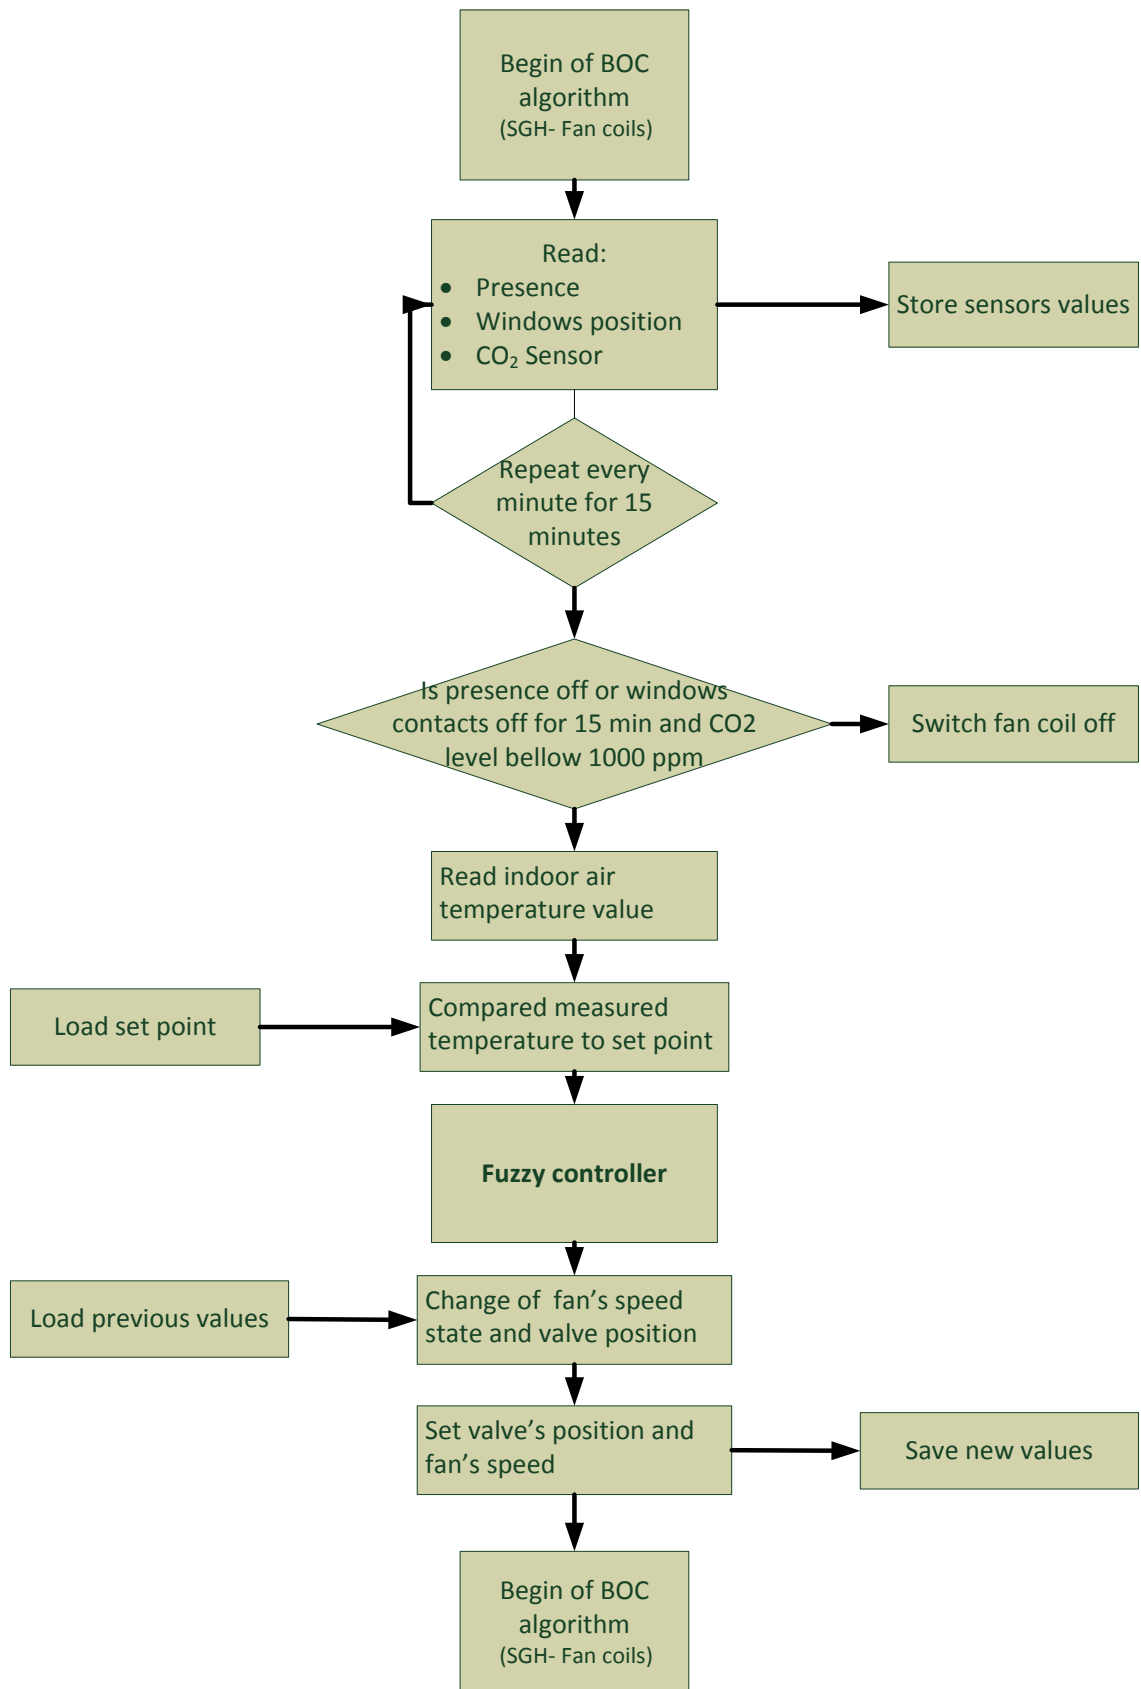 Begin of BOC
algorithm
(SGH- Fan coils)
Read:
• Presence
• Windows position
• CO₂ Sensor
Store sensors values
Repeat every
minute for 15
minutes
Is presence off or windows
contacts off for 15 min and CO2
level bellow 1000 ppm
Switch fan coil off
Read indoor air
temperature value
Load set point
Compared measured
temperature to set point
Fuzzy controller
Load previous values
Change of  fan’s speed
state and valve position
Set valve’s position and
fan’s speed
Save new values
Begin of BOC
algorithm
(SGH- Fan coils)